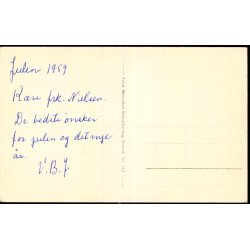 Julen 1959
Kære frk. Nielsen.
De bedste ønsker
for julen og det nye
år.
V. B. J.